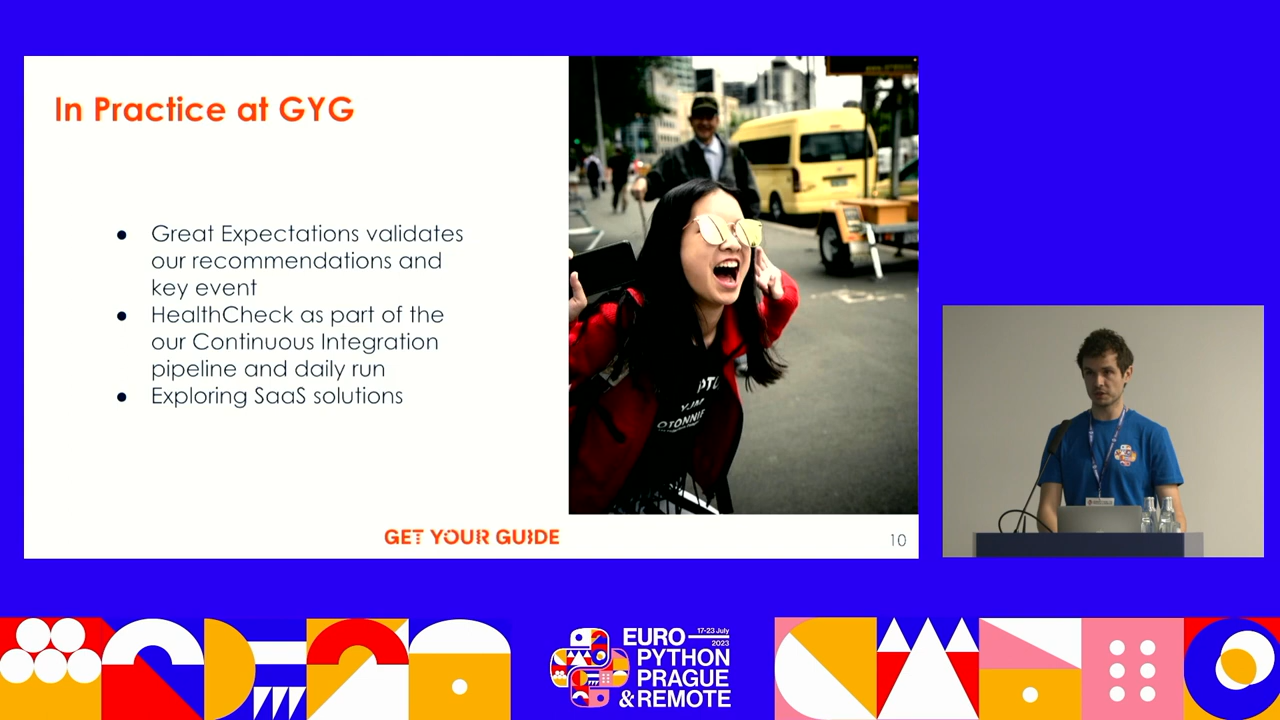 In Practice at GYG
● Great Expectations validates
our recommendations and
key event
● HealthCheck as part of the
our Continuous Integration
pipeline and daily run
● Exploring SaaS solutions
YJM
OTONNIE
GET YOUR GUIDE
10
17-23 July
2023
EURO
PYTHON
PRAGUE
& REMOTE